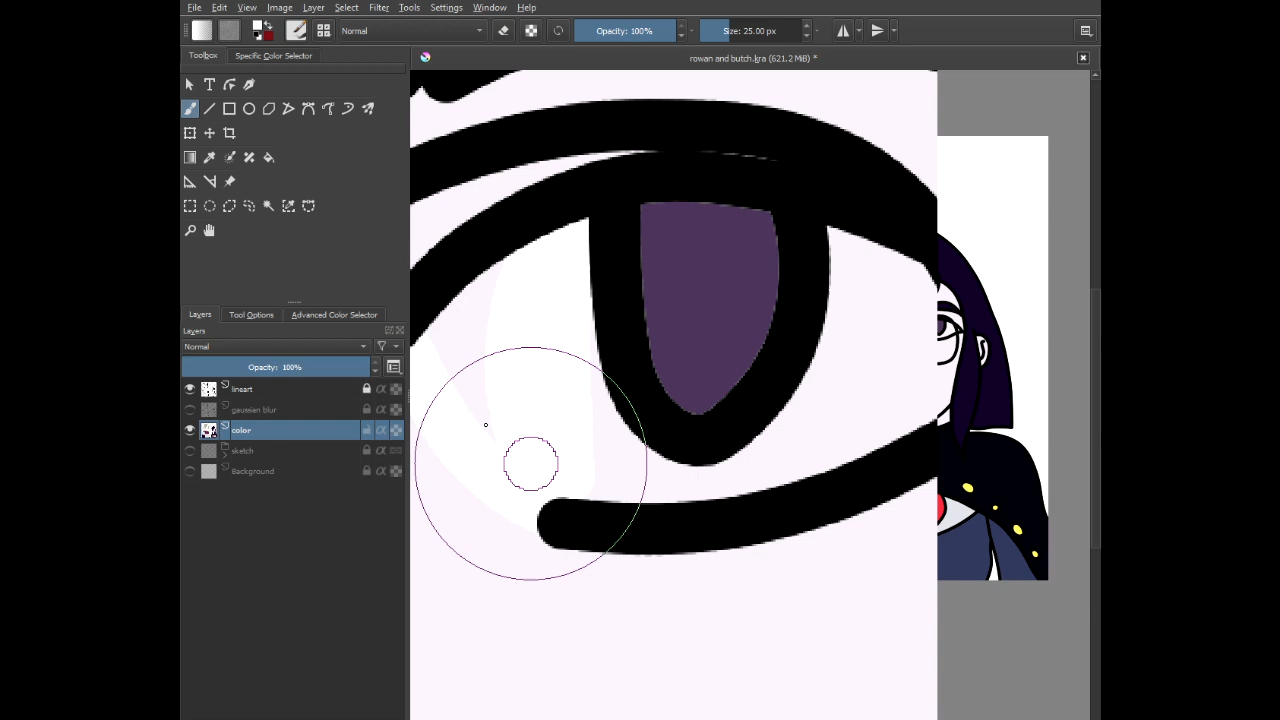 File Edit View Image Layer Select Filter Tools Settings Window Help
Normal Opacity: 100% Size: 25.00 px
Toolbox Specific Color Selector
rowan and butch.kra (621.2 MiB) *
Layers Tool Options Advanced Color Selector
Layers
Normal
Opacity: 100%
lineart
gaussian blur
color
sketch
Background